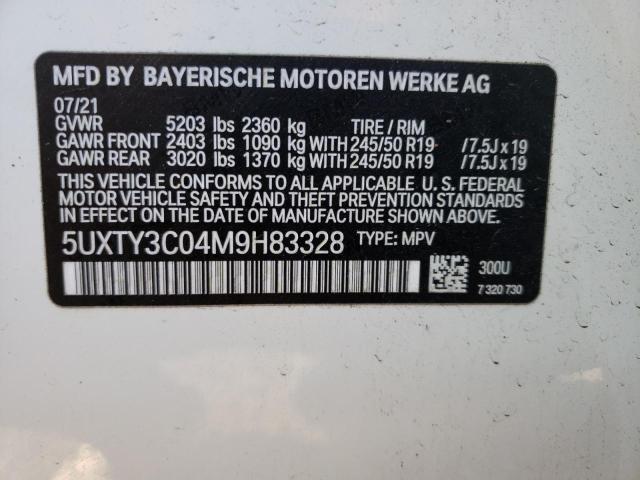 MFD BY BAYERISCHE MOTOREN WERKE AG
07/21
GVWR 5203 lbs 2360 kg TIRE / RIM
GAWR FRONT 2403 lbs 1090 kg WITH 245/50 R19 /7.5J x 19
GAWR REAR 3020 lbs 1370 kg WITH 245/50 R19 /7.5J x 19
THIS VEHICLE CONFORMS TO ALL APPLICABLE U. S. FEDERAL
MOTOR VEHICLE SAFETY AND THEFT PREVENTION STANDARDS
IN EFFECT ON THE DATE OF MANUFACTURE SHOWN ABOVE.
5UXTY3C04M9H83328 TYPE: MPV
300U
7 320 730